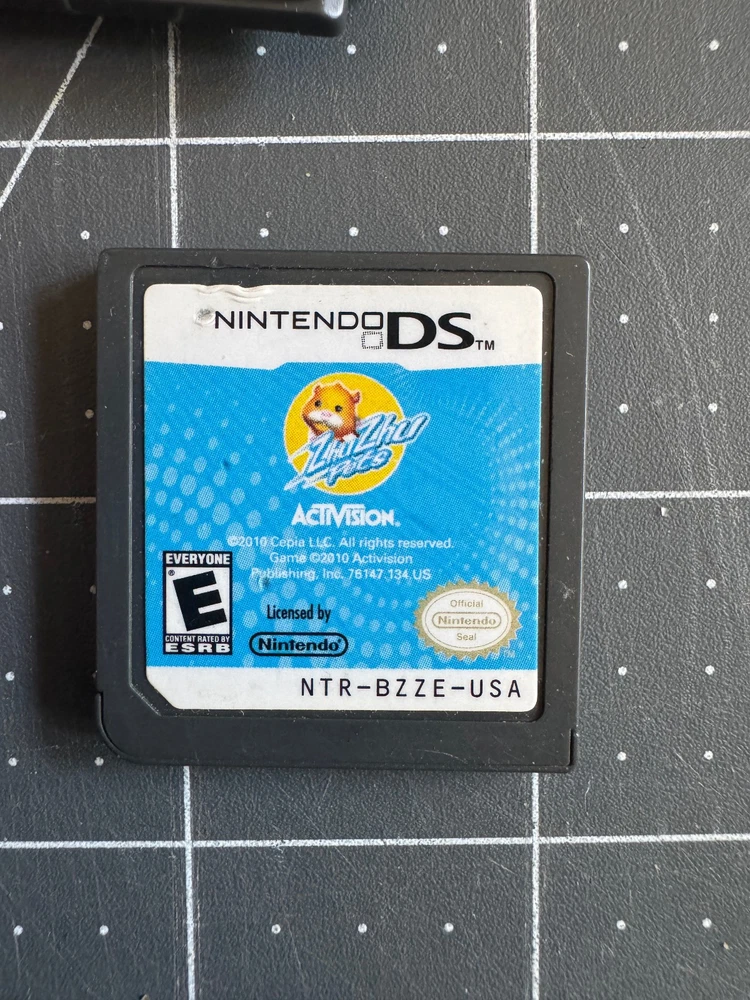 NINTENDO DS™
Zhu Zhu
Pets
ACTIVISION®
©2010 Cepia LLC. All rights reserved.
Game ©2010 Activision
Publishing, Inc. 76147.134.US
EVERYONE
E
®
CONTENT RATED BY
ESRB
Licensed by
Nintendo®
Official
Nintendo
Seal
TM
NTR-BZZE-USA